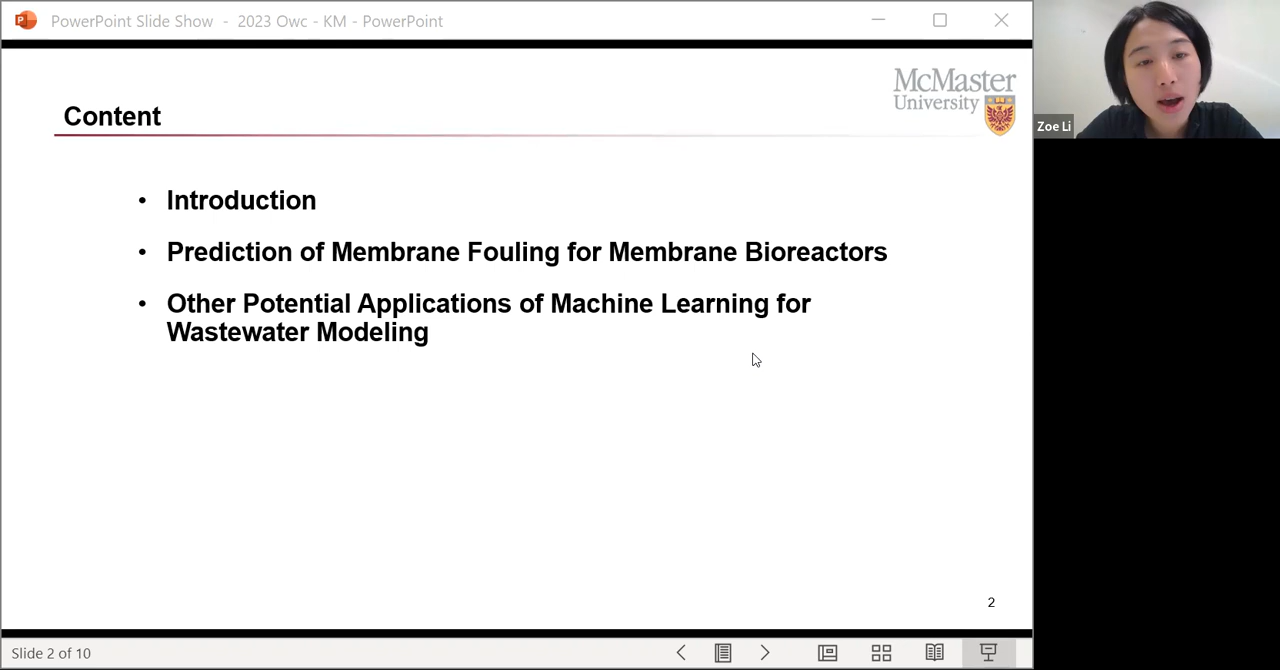 PowerPoint Slide Show - 2023 Owc - KM - PowerPoint
McMaster
University
Content
Zoe Li
• Introduction
• Prediction of Membrane Fouling for Membrane Bioreactors
• Other Potential Applications of Machine Learning for
Wastewater Modeling
2
Slide 2 of 10